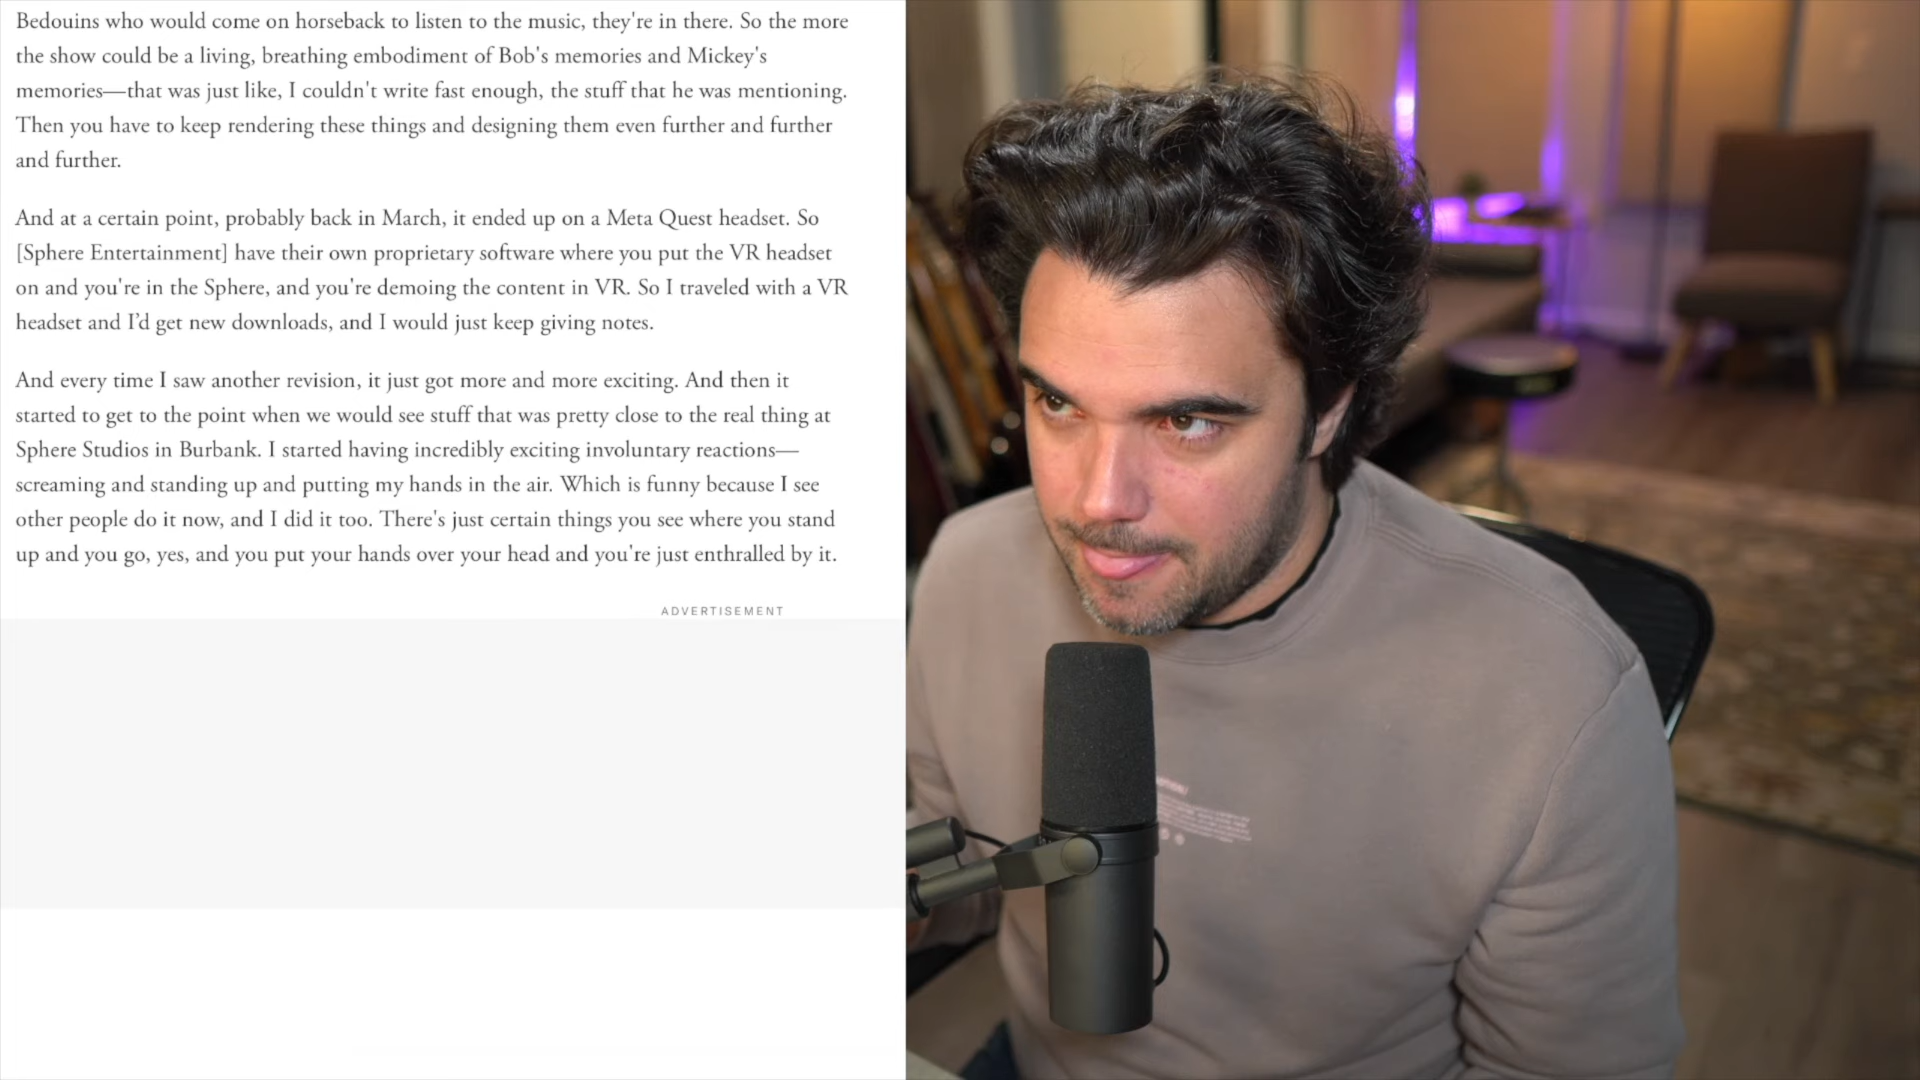 Bedouins who would come on horseback to listen to the music, they're in there. So the more
the show could be a living, breathing embodiment of Bob's memories and Mickey's
memories—that was just like, I couldn't write fast enough, the stuff that he was mentioning.
Then you have to keep rendering these things and designing them even further and further
and further.
And at a certain point, probably back in March, it ended up on a Meta Quest headset. So
[Sphere Entertainment] have their own proprietary software where you put the VR headset
on and you're in the Sphere, and you're demoing the content in VR. So I traveled with a VR
headset and I’d get new downloads, and I would just keep giving notes.
And every time I saw another revision, it just got more and more exciting. And then it
started to get to the point when we would see stuff that was pretty close to the real thing at
Sphere Studios in Burbank. I started having incredibly exciting involuntary reactions—
screaming and standing up and putting my hands in the air. Which is funny because I see
other people do it now, and I did it too. There's just certain things you see where you stand
up and you go, yes, and you put your hands over your head and you're just enthralled by it.
ADVERTISEMENT